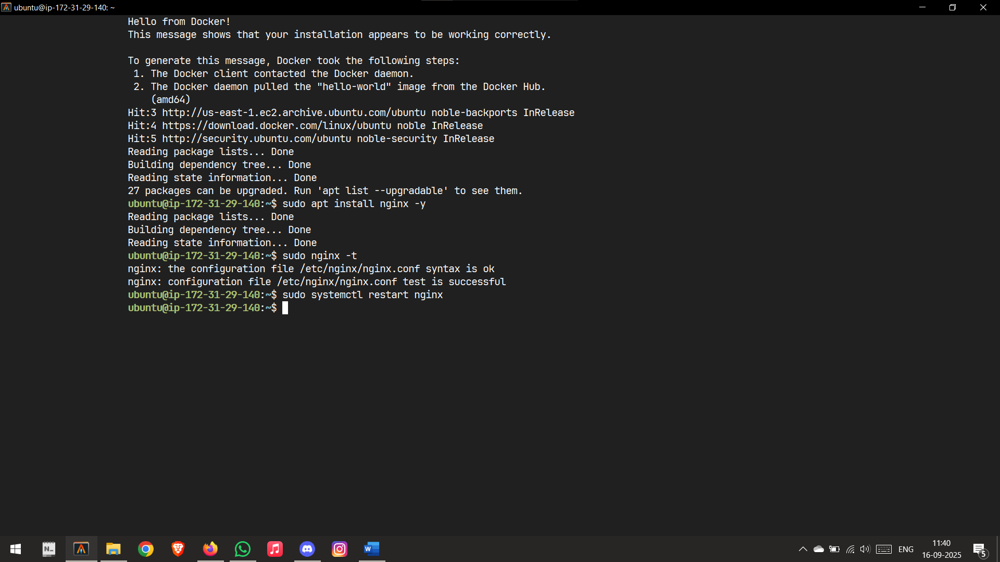 ubuntu@ip-172-31-29-140: ~
Hello from Docker!
This message shows that your installation appears to be working correctly.
To generate this message, Docker took the following steps:
1. The Docker client contacted the Docker daemon.
2. The Docker daemon pulled the "hello-world" image from the Docker Hub.
(amd64)
Hit:3 http://us-east-1.ec2.archive.ubuntu.com/ubuntu noble-backports InRelease
Hit:4 https://download.docker.com/linux/ubuntu noble InRelease
Hit:5 http://security.ubuntu.com/ubuntu noble-security InRelease
Reading package lists... Done
Building dependency tree... Done
Reading state information... Done
27 packages can be upgraded. Run 'apt list --upgradable' to see them.
ubuntu@ip-172-31-29-140:~$ sudo apt install nginx -y
Reading package lists... Done
Building dependency tree... Done
Reading state information... Done
ubuntu@ip-172-31-29-140:~$ sudo nginx -t
nginx: the configuration file /etc/nginx/nginx.conf syntax is ok
nginx: configuration file /etc/nginx/nginx.conf test is successful
ubuntu@ip-172-31-29-140:~$ sudo systemctl restart nginx
ubuntu@ip-172-31-29-140:~$
N_
W
ENG
11:40
16-09-2025
5